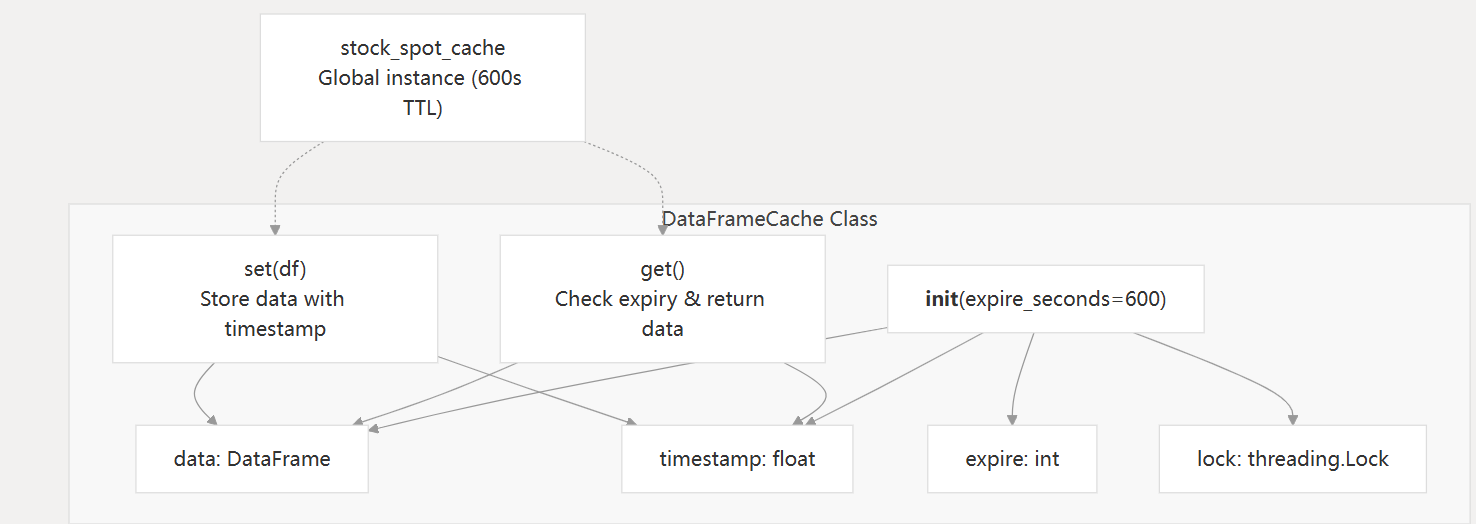 stock_spot_cache
Global instance (600s
TTL)
DataFrameCache Class
set(df)
Store data with
timestamp
get()
Check expiry & return
data
init(expire_seconds=600)
data: DataFrame
timestamp: float
expire: int
lock: threading.Lock